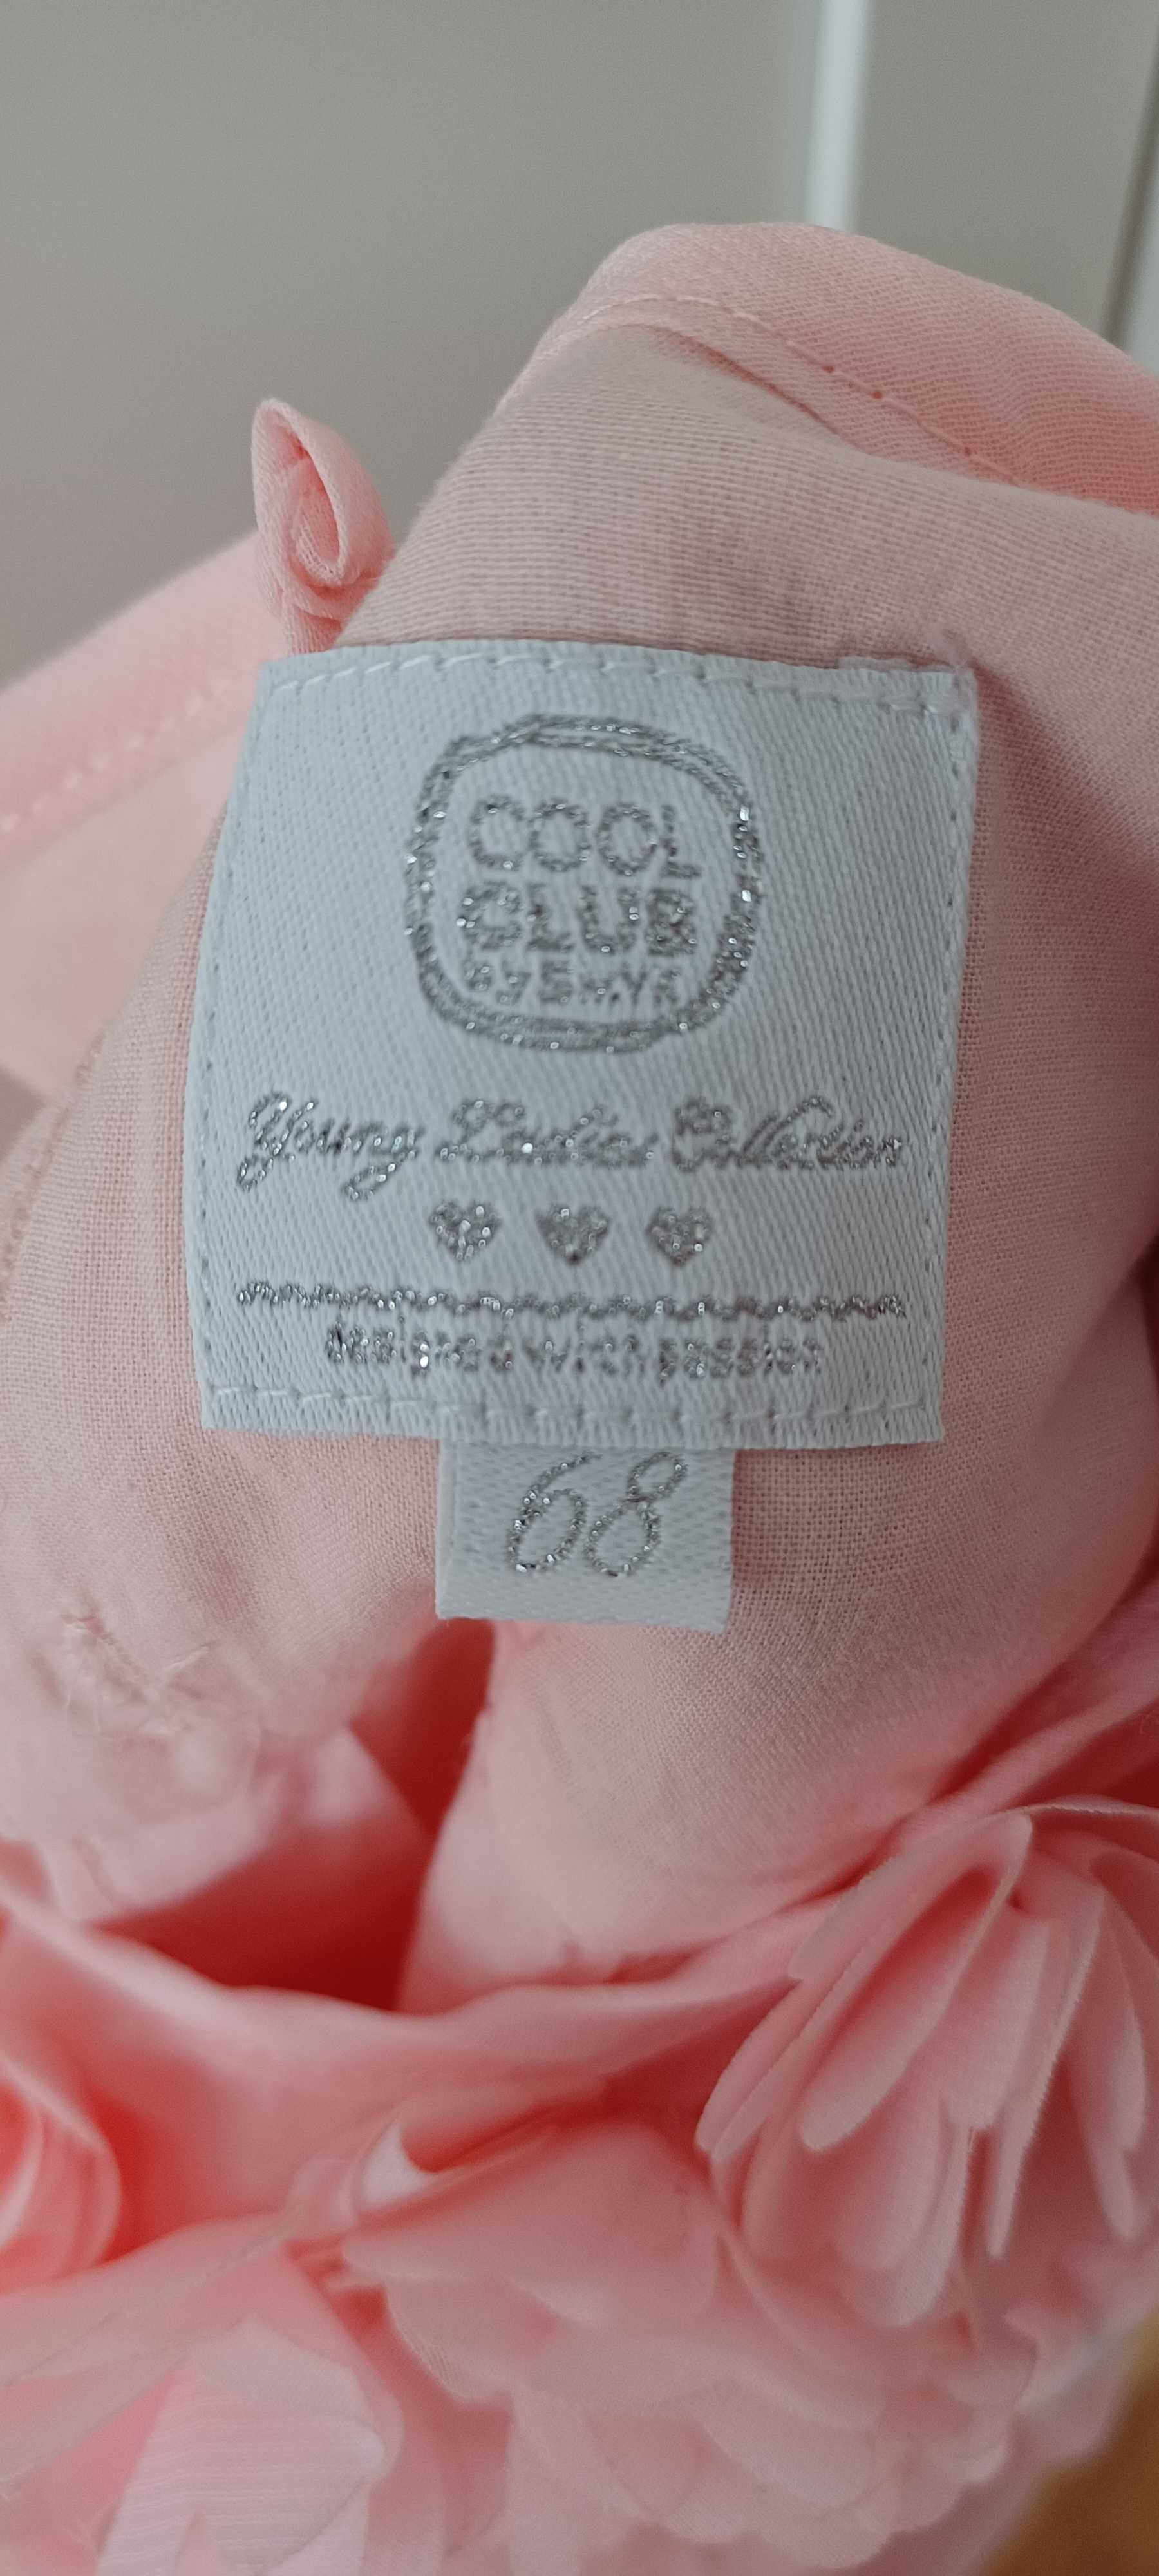 COOL
CLUB
BY SMYK
Young Ladies Collection
designed with passion
68